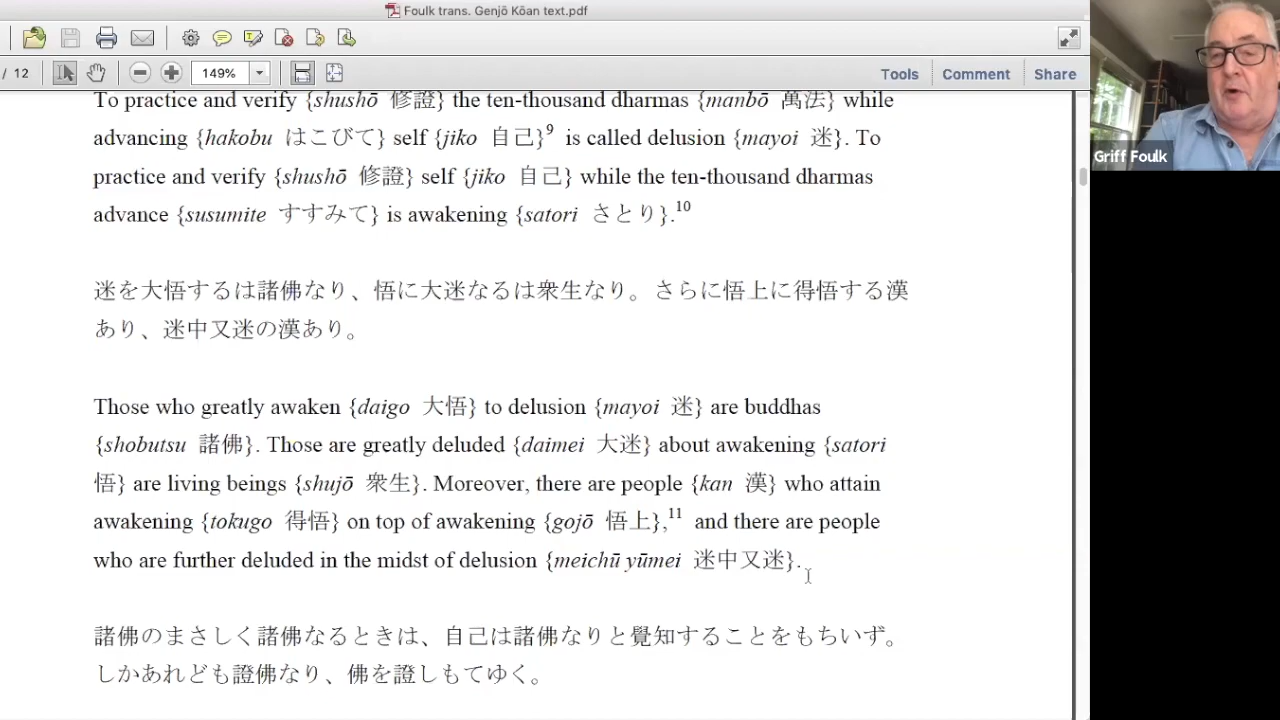 Foulk trans. Genjō Kōan text.pdf
/ 12
149%
Tools
Comment
Share
Griff Foulk
To practice and verify {shushō 修證} the ten-thousand dharmas {manbō 萬法} while
advancing {hakobu はこびて} self {jiko 自己}9 is called delusion {mayoi 迷}. To
practice and verify {shushō 修證} self {jiko 自己} while the ten-thousand dharmas
advance {susumite すすみて} is awakening {satori さとり}.10
迷を大悟するは諸佛なり、悟に大迷なるは衆生なり。さらに悟上に得悟する漢
あり、迷中又迷の漢あり。
Those who greatly awaken {daigo 大悟} to delusion {mayoi 迷} are buddhas
{shobutsu 諸佛}. Those are greatly deluded {daimei 大迷} about awakening {satori
悟} are living beings {shujō 衆生}. Moreover, there are people {kan 漢} who attain
awakening {tokugo 得悟} on top of awakening {gojō 悟上},11 and there are people
who are further deluded in the midst of delusion {meichū yūmei 迷中又迷}.
諸佛のまさしく諸佛なるときは、自己は諸佛なりと覺知することをもちいず。
しかあれども證佛なり、佛を證しもてゆく。